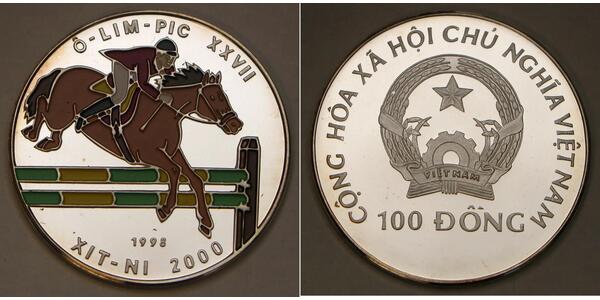 Ô-LIM-PIC XXVII
1998
XIT-NI 2000
CỘNG HÒA XÃ HỘI CHỦ NGHĨA VIỆT NAM
VIỆT NAM
100 ĐỒNG